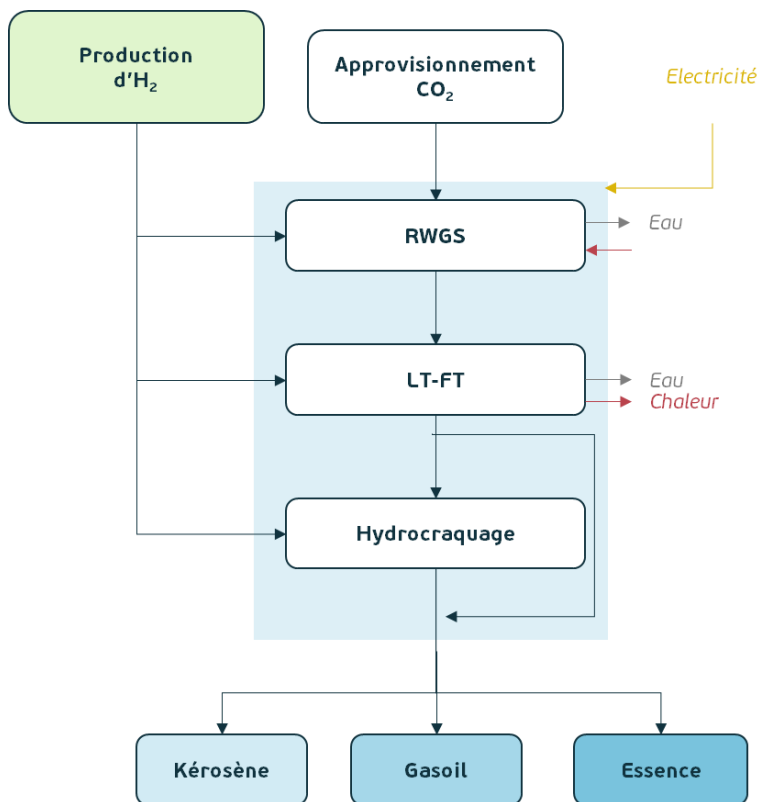 Production
d'H₂
Approvisionnement
CO₂
Electricité
RWGS
Eau
LT-FT
Eau
Chaleur
Hydrocraquage
Kérosène
Gasoil
Essence